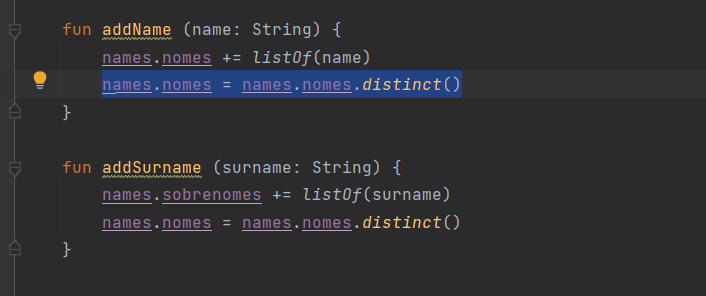 fun addName (name: String) {
names.nomes += listOf(name)
names.nomes = names.nomes.distinct()
}
fun addSurname (surname: String) {
names.sobrenomes += listOf(surname)
names.nomes = names.nomes.distinct()
}